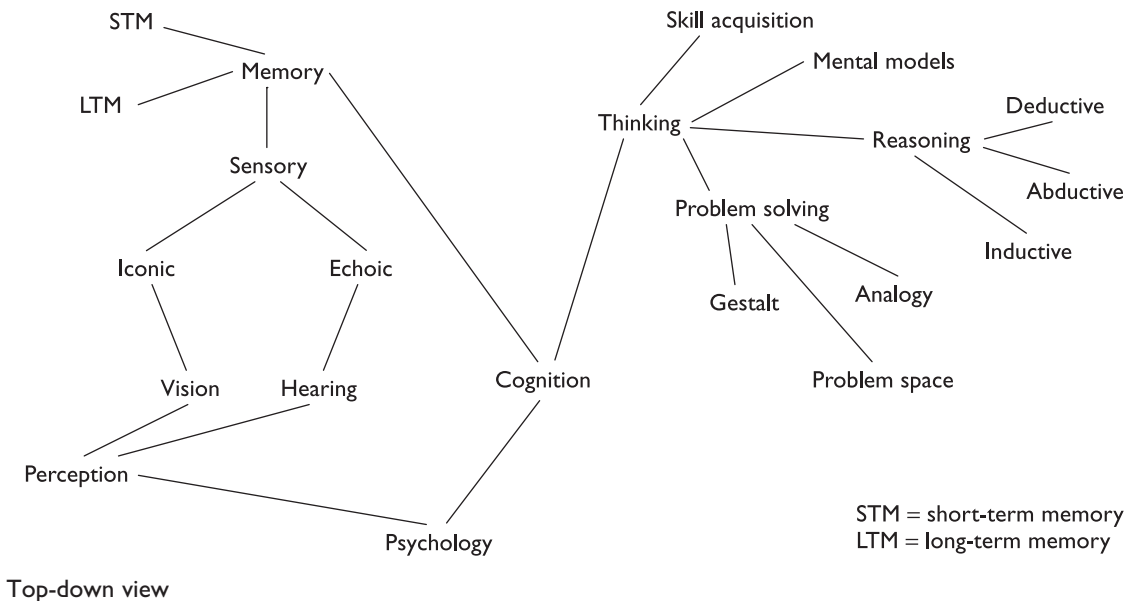 STM
Skill acquisition
Memory
Mental models
LTM
Deductive
Thinking
Reasoning
Sensory
Abductive
Problem solving
Inductive
Iconic
Echoic
Analogy
Gestalt
Vision
Hearing
Cognition
Problem space
Perception
STM = short-term memory
LTM = long-term memory
Psychology
Top-down view